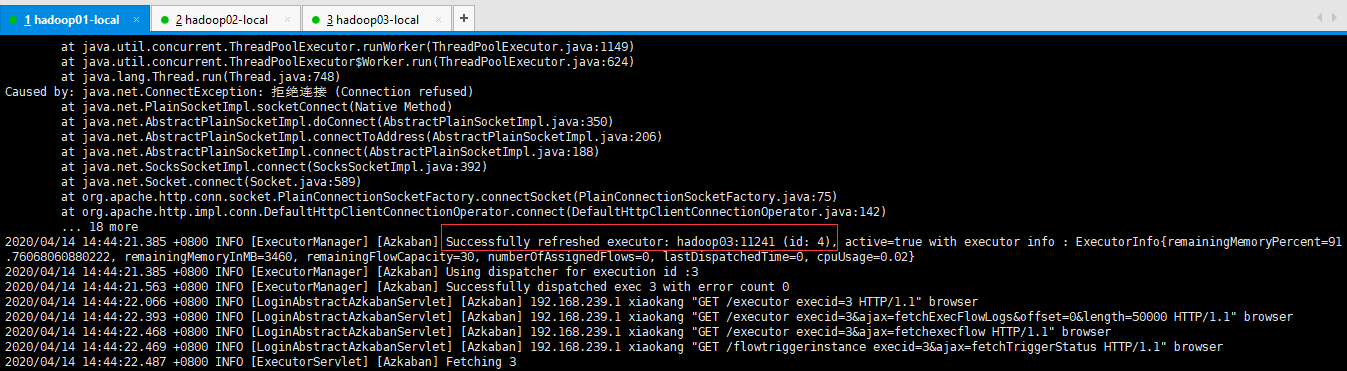 1 hadoop01-local × 2 hadoop02-local × 3 hadoop03-local × +
at java.util.concurrent.ThreadPoolExecutor.runWorker(ThreadPoolExecutor.java:1149)
at java.util.concurrent.ThreadPoolExecutor$Worker.run(ThreadPoolExecutor.java:624)
at java.lang.Thread.run(Thread.java:748)
Caused by: java.net.ConnectException: 拒绝连接 (Connection refused)
at java.net.PlainSocketImpl.socketConnect(Native Method)
at java.net.AbstractPlainSocketImpl.doConnect(AbstractPlainSocketImpl.java:350)
at java.net.AbstractPlainSocketImpl.connectToAddress(AbstractPlainSocketImpl.java:206)
at java.net.AbstractPlainSocketImpl.connect(AbstractPlainSocketImpl.java:188)
at java.net.SocksSocketImpl.connect(SocksSocketImpl.java:392)
at java.net.Socket.connect(Socket.java:589)
at org.apache.http.conn.socket.PlainConnectionSocketFactory.connectSocket(PlainConnectionSocketFactory.java:75)
at org.apache.http.impl.conn.DefaultHttpClientConnectionOperator.connect(DefaultHttpClientConnectionOperator.java:142)
... 18 more
2020/04/14 14:44:21.385 +0800 INFO [ExecutorManager] [Azkaban] Successfully refreshed executor: hadoop03:11241 (id: 4), active=true with executor info : ExecutorInfo{remainingMemoryPercent=91
.76068060880222, remainingMemoryInMB=3460, remainingFlowCapacity=30, numberOfAssignedFlows=0, lastDispatchedTime=0, cpuUsage=0.02}
2020/04/14 14:44:21.385 +0800 INFO [ExecutorManager] [Azkaban] Using dispatcher for execution id :3
2020/04/14 14:44:21.563 +0800 INFO [ExecutorManager] [Azkaban] Successfully dispatched exec 3 with error count 0
2020/04/14 14:44:22.066 +0800 INFO [LoginAbstractAzkabanServlet] [Azkaban] 192.168.239.1 xiaokang "GET /executor execid=3 HTTP/1.1" browser
2020/04/14 14:44:22.393 +0800 INFO [LoginAbstractAzkabanServlet] [Azkaban] 192.168.239.1 xiaokang "GET /executor execid=3&ajax=fetchExecFlowLogs&offset=0&length=50000 HTTP/1.1" browser
2020/04/14 14:44:22.468 +0800 INFO [LoginAbstractAzkabanServlet] [Azkaban] 192.168.239.1 xiaokang "GET /executor execid=3&ajax=fetchexecflow HTTP/1.1" browser
2020/04/14 14:44:22.469 +0800 INFO [LoginAbstractAzkabanServlet] [Azkaban] 192.168.239.1 xiaokang "GET /flowtriggerinstance execid=3&ajax=fetchTriggerStatus HTTP/1.1" browser
2020/04/14 14:44:22.487 +0800 INFO [ExecutorServlet] [Azkaban] Fetching 3